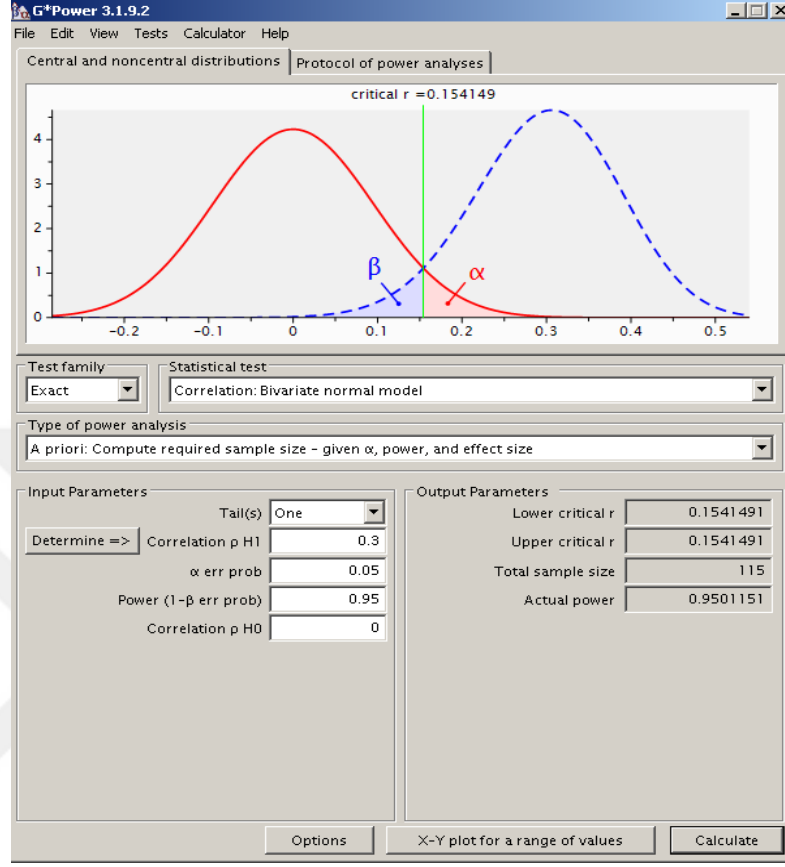 G*Power 3.1.9.2
File Edit View Tests Calculator Help
Central and noncentral distributions Protocol of power analyses
critical r =0.154149
4
3
2
1
0
β
α
-0.2 -0.1 0 0.1 0.2 0.3 0.4 0.5
Test family
Exact
Statistical test
Correlation: Bivariate normal model
Type of power analysis
A priori: Compute required sample size - given α, power, and effect size
Input Parameters
Tail(s) One
Determine => Correlation ρ H1 0.3
α err prob 0.05
Power (1-β err prob) 0.95
Correlation ρ H0 0
Output Parameters
Lower critical r 0.1541491
Upper critical r 0.1541491
Total sample size 115
Actual power 0.9501151
Options X-Y plot for a range of values Calculate